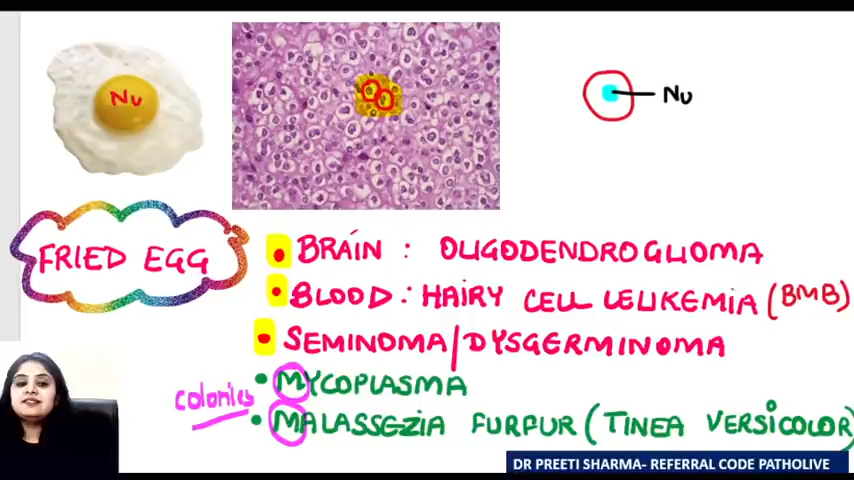 Nu
Nu
FRIED EGG
• BRAIN : OLIGODENDROGLIOMA
• BLOOD : HAIRY CELL LEUKEMIA (BMB)
• SEMINOMA/DYSGERMINOMA
colonies
• MYCOPLASMA
• MALASSEZIA FURFUR (TINEA VERSICOLOR)
DR PREETI SHARMA- REFERRAL CODE PATHOLIVE